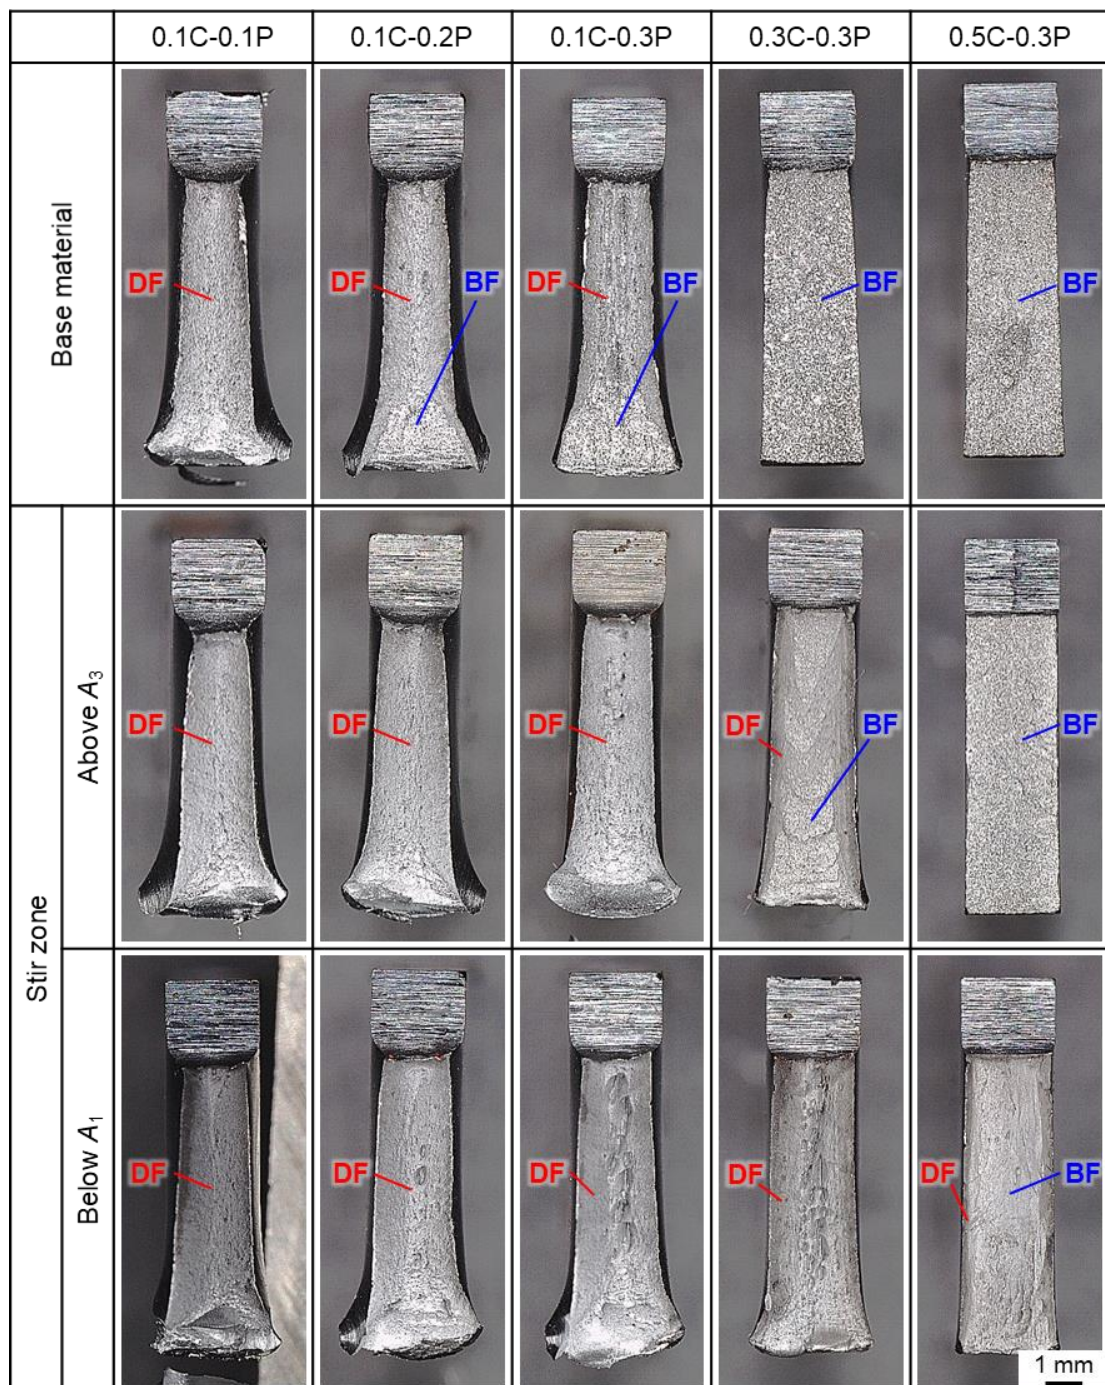 0.1C-0.1P 0.1C-0.2P 0.1C-0.3P 0.3C-0.3P 0.5C-0.3P
Base material
DF
DF BF
DF BF
BF
BF
Stir zone
Above A3
DF
DF
DF
DF BF
BF
Below A1
DF
DF
DF
DF
DF BF
1 mm